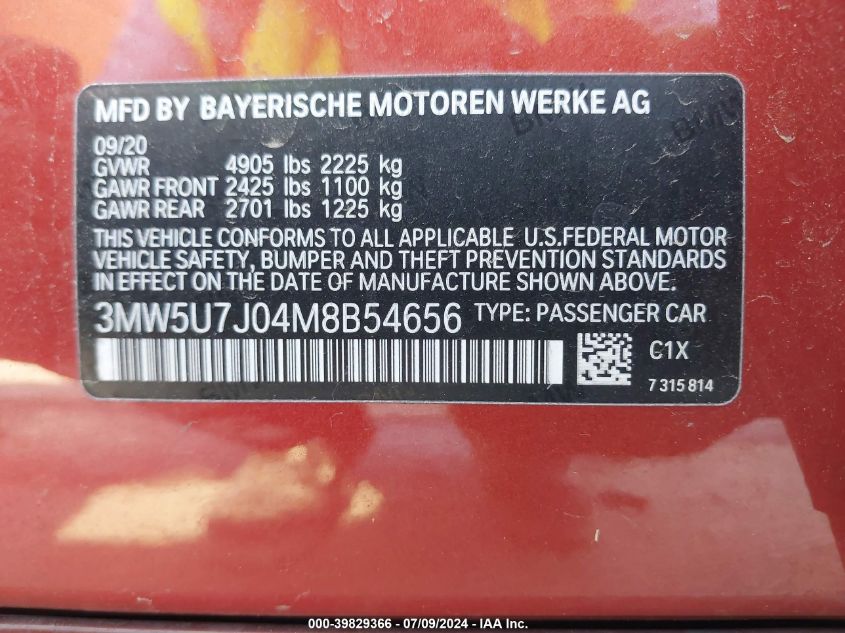 MFD BY BAYERISCHE MOTOREN WERKE AG
09/20
GVWR 4905 lbs 2225 kg
GAWR FRONT 2425 lbs 1100 kg
GAWR REAR 2701 lbs 1225 kg
THIS VEHICLE CONFORMS TO ALL APPLICABLE U.S.FEDERAL MOTOR
VEHICLE SAFETY, BUMPER AND THEFT PREVENTION STANDARDS
IN EFFECT ON THE DATE OF MANUFACTURE SHOWN ABOVE.
3MW5U7J04M8B54656 TYPE: PASSENGER CAR
C1X
7 315 814
000-39829366 - 07/09/2024 - IAA Inc.